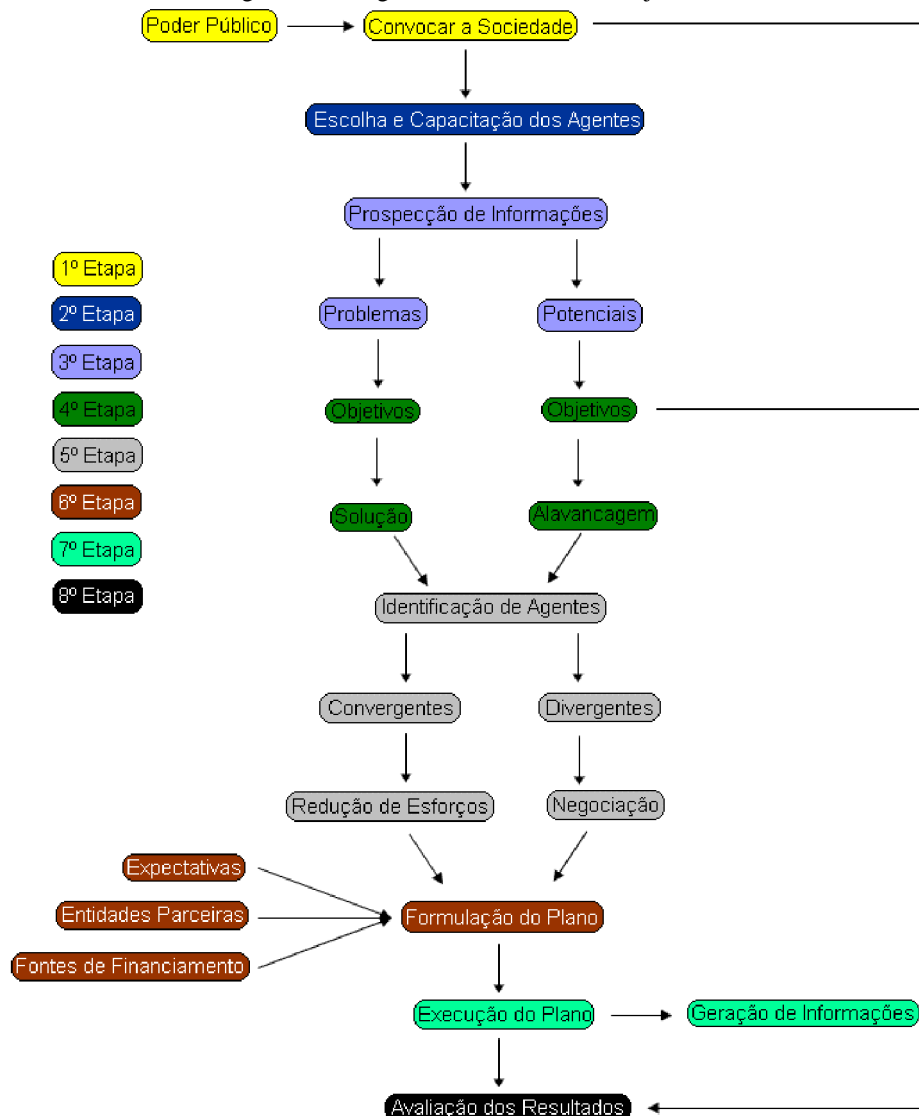 Poder Público
Convocar a Sociedade
Escolha e Capacitação dos Agentes
Prospecção de Informações
1º Etapa
2º Etapa
3º Etapa
4º Etapa
5º Etapa
6º Etapa
7º Etapa
8º Etapa
Problemas
Potenciais
Objetivos
Objetivos
Solução
Alavancagem
Identificação de Agentes
Convergentes
Divergentes
Redução de Esforços
Negociação
Expectativas
Entidades Parceiras
Fontes de Financiamento
Formulação do Plano
Execução do Plano
Geração de Informações
Avaliação dos Resultados